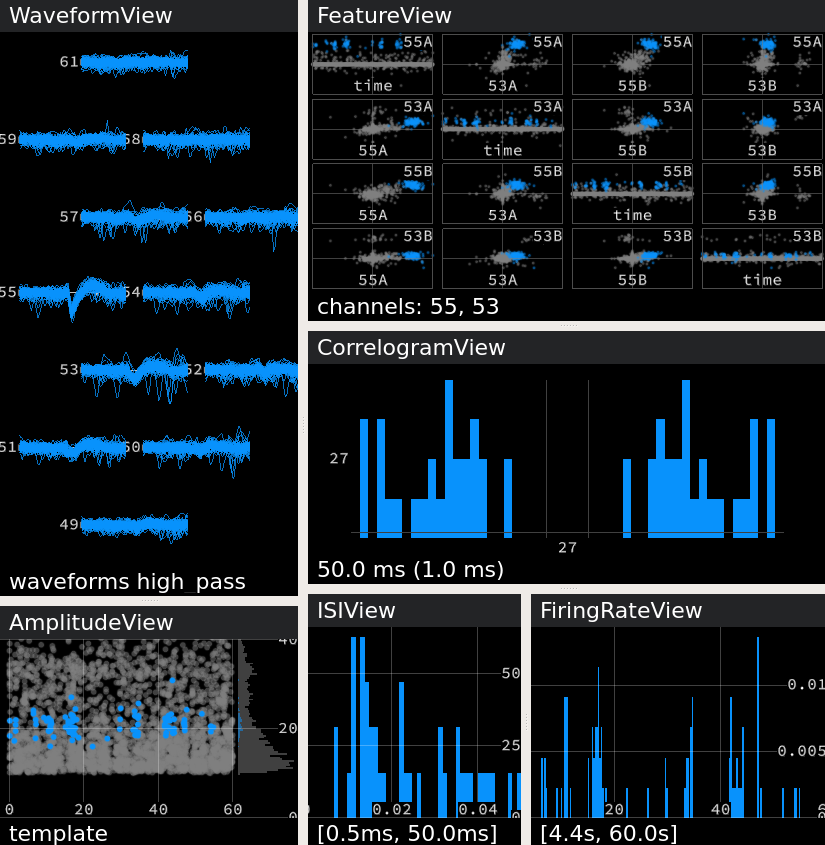 WaveformView
61
59 58
57 56
55 54
53 52
51 50
49
waveforms high_pass
FeatureView
55A 55A 55A 55A
time 53A 55B 53B
53A 53A 53A 53A
55A time 55B 53B
55B 55B 55B 55B
55A 53A time 53B
53B 53B 53B 53B
55A 53A 55B time
channels: 55, 53
CorrelogramView
27
27
50.0 ms (1.0 ms)
AmplitudeView
40
20
0 20 40 60 0
template
ISIView
50
25
0 0.02 0.04 0
[0.5ms, 50.0ms]
FiringRateView
0.01
0.005
20 40
[4.4s, 60.0s]